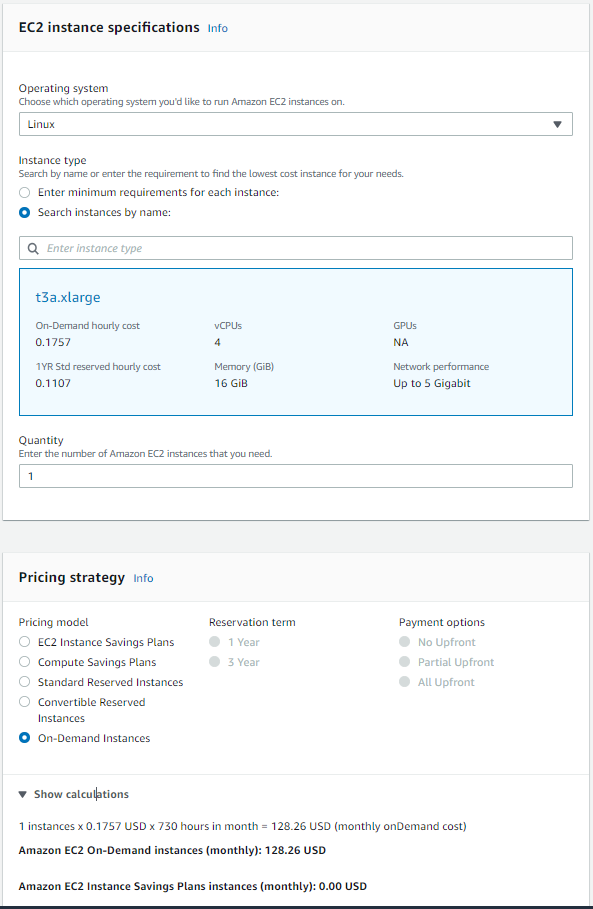 EC2 instance specifications Info
Operating system
Choose which operating system you'd like to run Amazon EC2 instances on.
Linux
Instance type
Search by name or enter the requirement to find the lowest cost instance for your needs.
Enter minimum requirements for each instance:
Search instances by name:
Enter instance type
t3a.xlarge
On-Demand hourly cost vCPUs GPUs
0.1757 4 NA
1YR Std reserved hourly cost Memory (GiB) Network performance
0.1107 16 GiB Up to 5 Gigabit
Quantity
Enter the number of Amazon EC2 instances that you need.
1
Pricing strategy Info
Pricing model Reservation term Payment options
EC2 Instance Savings Plans 1 Year No Upfront
Compute Savings Plans 3 Year Partial Upfront
Standard Reserved Instances All Upfront
Convertible Reserved
Instances
On-Demand Instances
Show calculations
1 instances x 0.1757 USD x 730 hours in month = 128.26 USD (monthly onDemand cost)
Amazon EC2 On-Demand instances (monthly): 128.26 USD
Amazon EC2 Instance Savings Plans instances (monthly): 0.00 USD